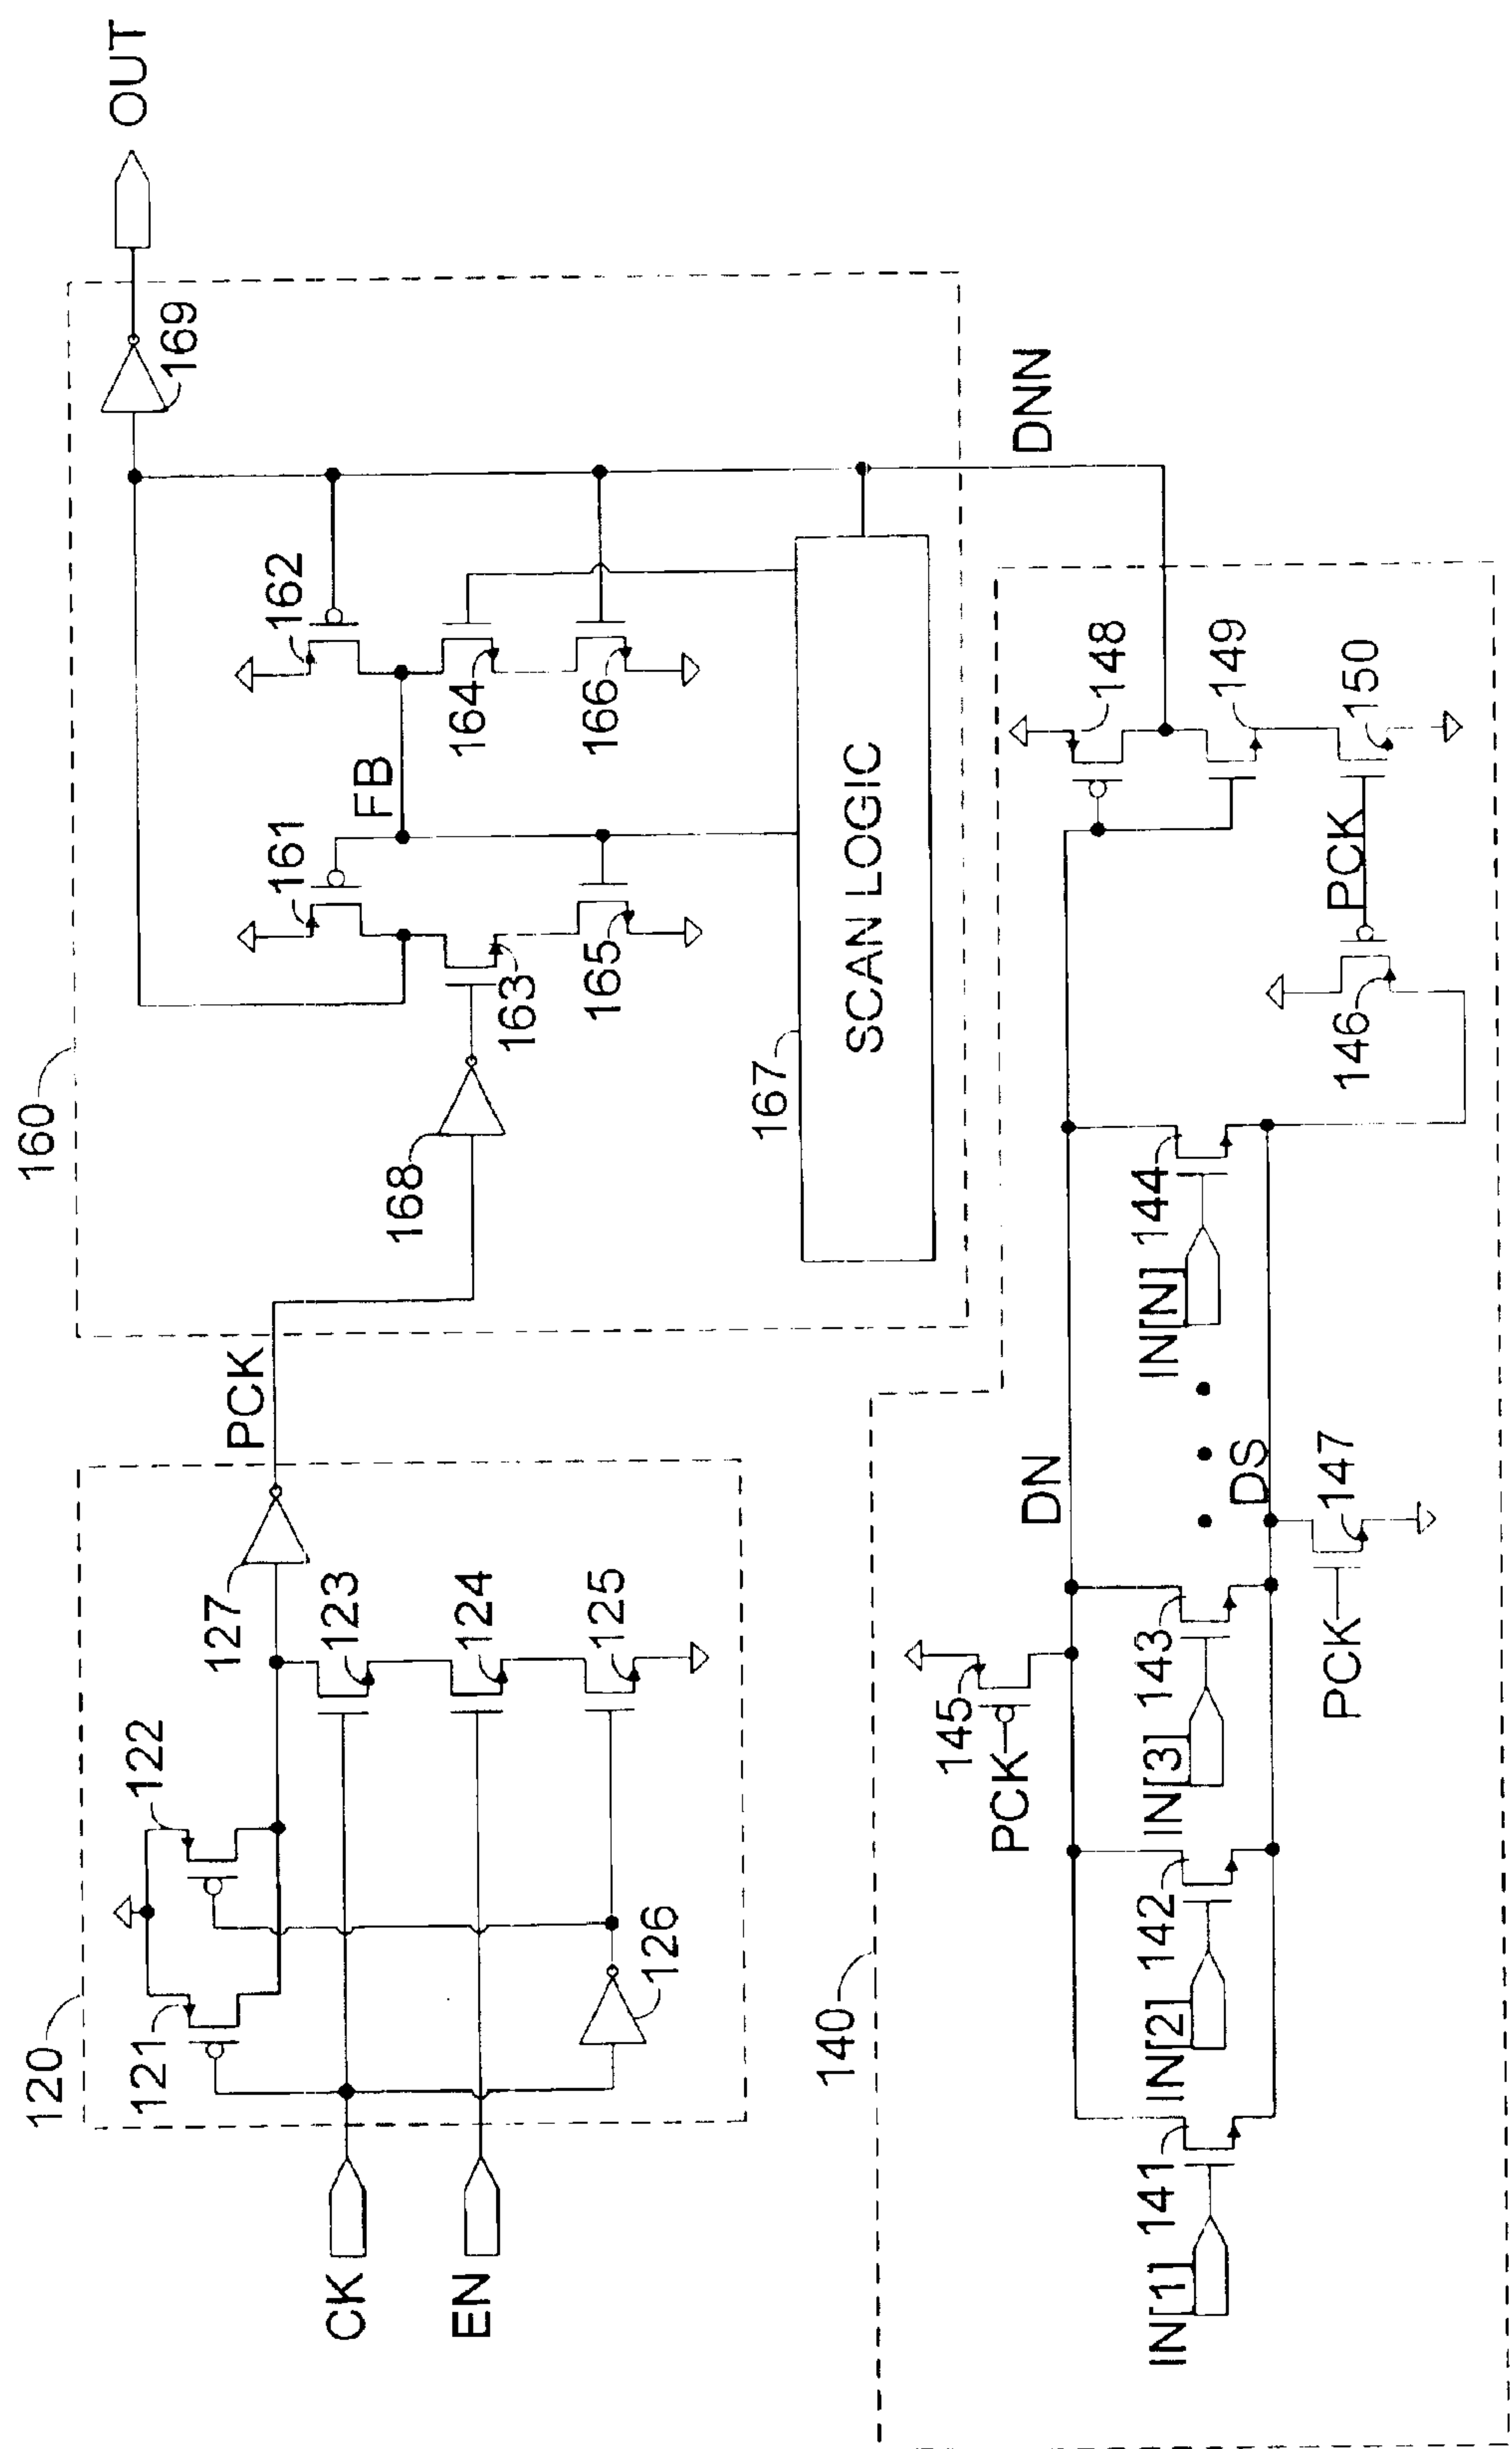 160
OUT
169
162
161
FB
164
166
163
165
168
167
SCAN LOGIC
DNN
120
PCK
127
122
121
123
124
125
126
CK
EN
140
DN
DS
145
PCK
IN[1]
141
IN[2]
142
IN[3]
143
PCK
147
IN[N]
144
146
PCK
148
149
150